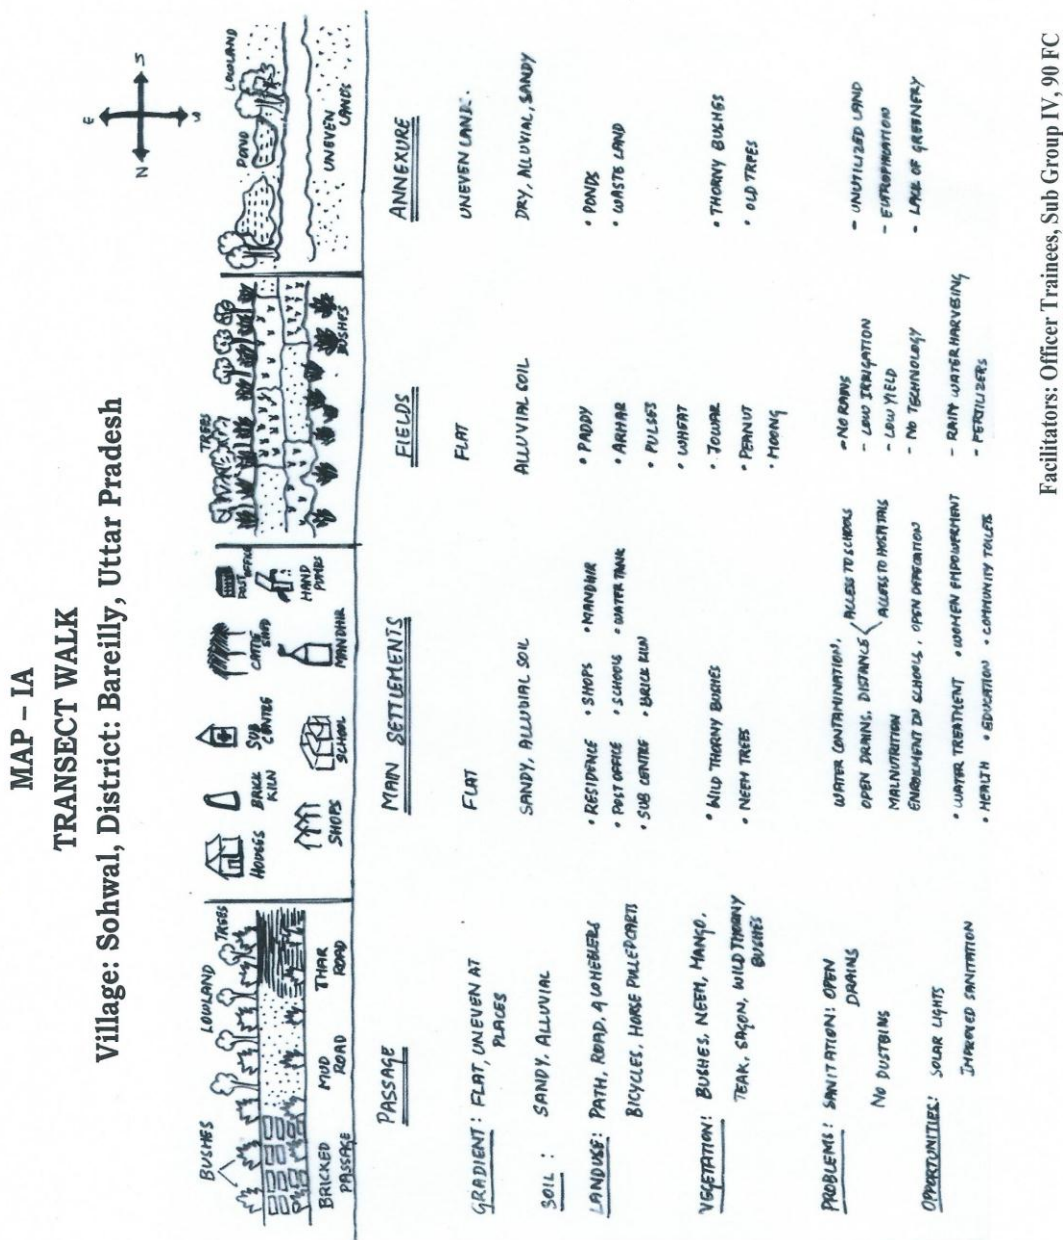 MAP – IA
TRANSECT WALK
Village: Sohwal, District: Bareilly, Uttar Pradesh
E
N S
W
BUSHES
LOWLAND
TREES
BRICKED PASSAGE
MUD ROAD
THAR ROAD
HOUSES
BRICK KILN
SUB CENTRE
CATTLE SHED
POST OFFICE
SHOPS
SCHOOL
MANDHIR
HAND PUMPS
TREES
BUSHES
POND
LOWLAND
UNEVEN LANDS
PASSAGE
GRADIENT: FLAT, UNEVEN AT
PLACES
SOIL : SANDY, ALLUVIAL
LANDUSE: PATH, ROAD, 4 WHEELERS
BICYCLES, HORSE PULLED CARTS
VEGETATION: BUSHES, NEEM, MANGO,
TEAK, SAGON, WILD THORNY
BUSHES
PROBLEMS: SANITATION: OPEN
DRAINS
NO DUSTBINS
OPPORTUNITIES: SOLAR LIGHTS
IMPROVED SANITATION
MAIN SETTLEMENTS
FLAT
SANDY, ALLUDIAL SOIL
• RESIDENCE • SHOPS • MANDHIR
• POST OFFICE • SCHOOLS • WATER TANK
• SUB CENTRE • BRICK KILN
• WILD THORNY BUSHES
• NEEM TREES
WATER CONTAMINATION,
OPEN DRAINS, DISTANCE ACCESS TO SCHOOLS
ACCESS TO HOSPITALS
MALNUTRITION
ENROLLMENT IN SCHOOLS, OPEN DEFECATION
• WATER TREATMENT • WOMEN EMPOWERMENT
• HEALTH • EDUCATION • COMMUNITY TOILETS
FIELDS
FLAT
ALLUVIAL COIL
• PADDY
• ARHAR
• PULSES
• WHEAT
• JOWAR
• PEANUT
• MOONG
• NO RAINS
- LOW IRRIGATION
- LOW YIELD
- NO TECHNOLOGY
- RAIN WATER HARVESING
• FERTILIZERS
ANNEXURE
UNEVEN LAND.
DRY, ALLUVIAL, SANDY
• PONDS
• WASTE LAND
• THORNY BUSHES
• OLD TREES
- UNUTILIZED LAND
- EUTROPHICATION
• LACK OF GREENERY
Facilitators: Officer Trainees, Sub Group IV, 90 FC